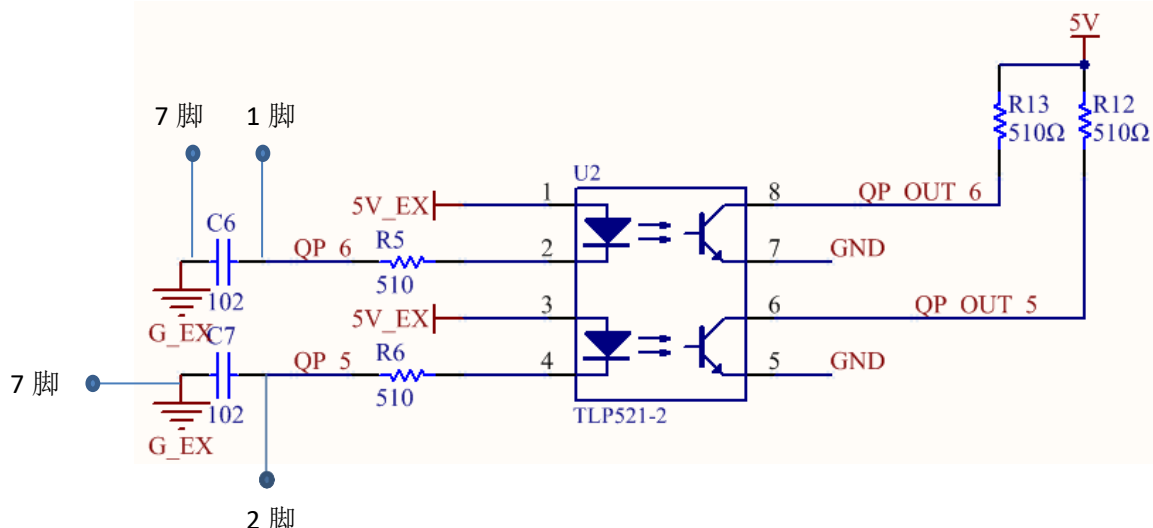 5V
7 脚 1 脚
R13 R12
510Ω 510Ω
U2
5V_EX 1 8 QP_OUT_6
C6
QP_6 R5 2 7 GND
102 510
G_EX 5V_EX 3 6 QP_OUT_5
C7
QP_5 R6 4 5 GND
7 脚
102 510
G_EX TLP521-2
2 脚